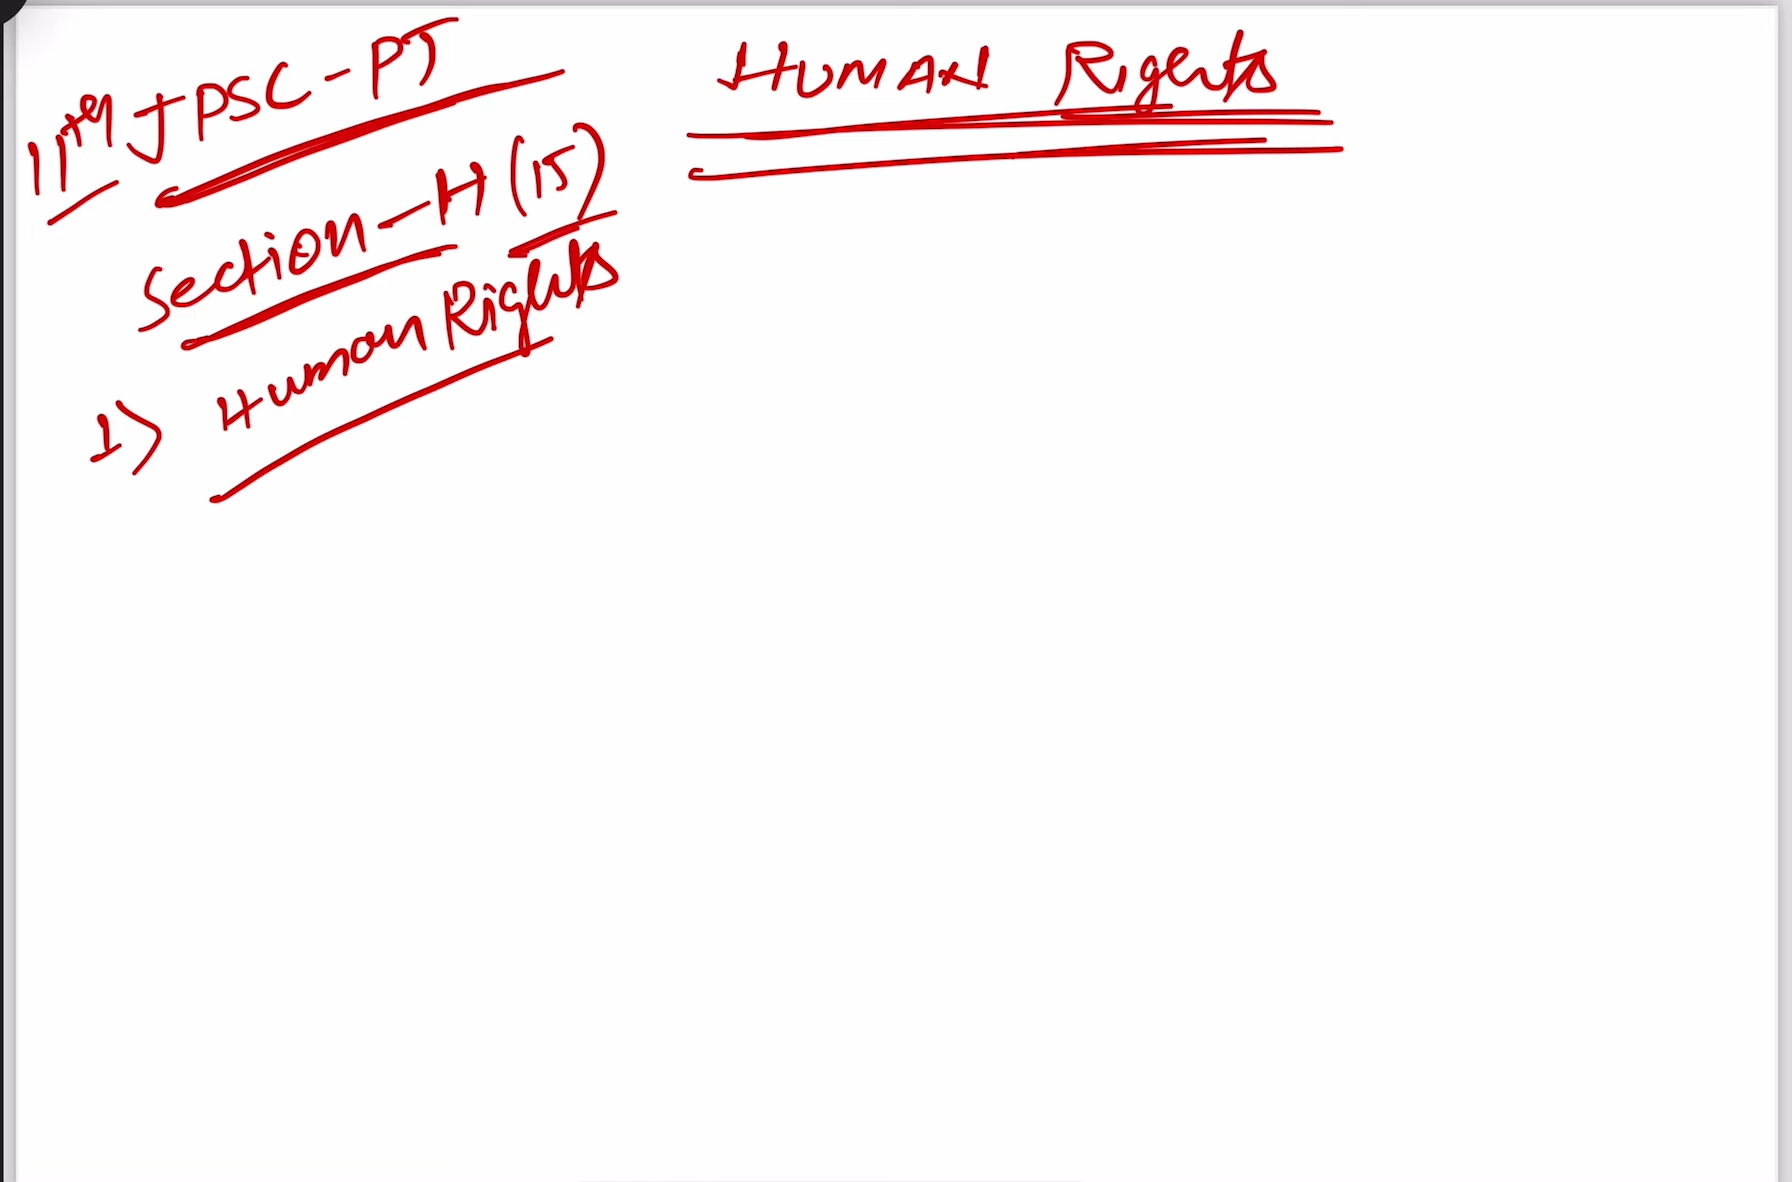 11th JPSC-PT
Section-H (15)
1) Human Rights
HUMAN Rights